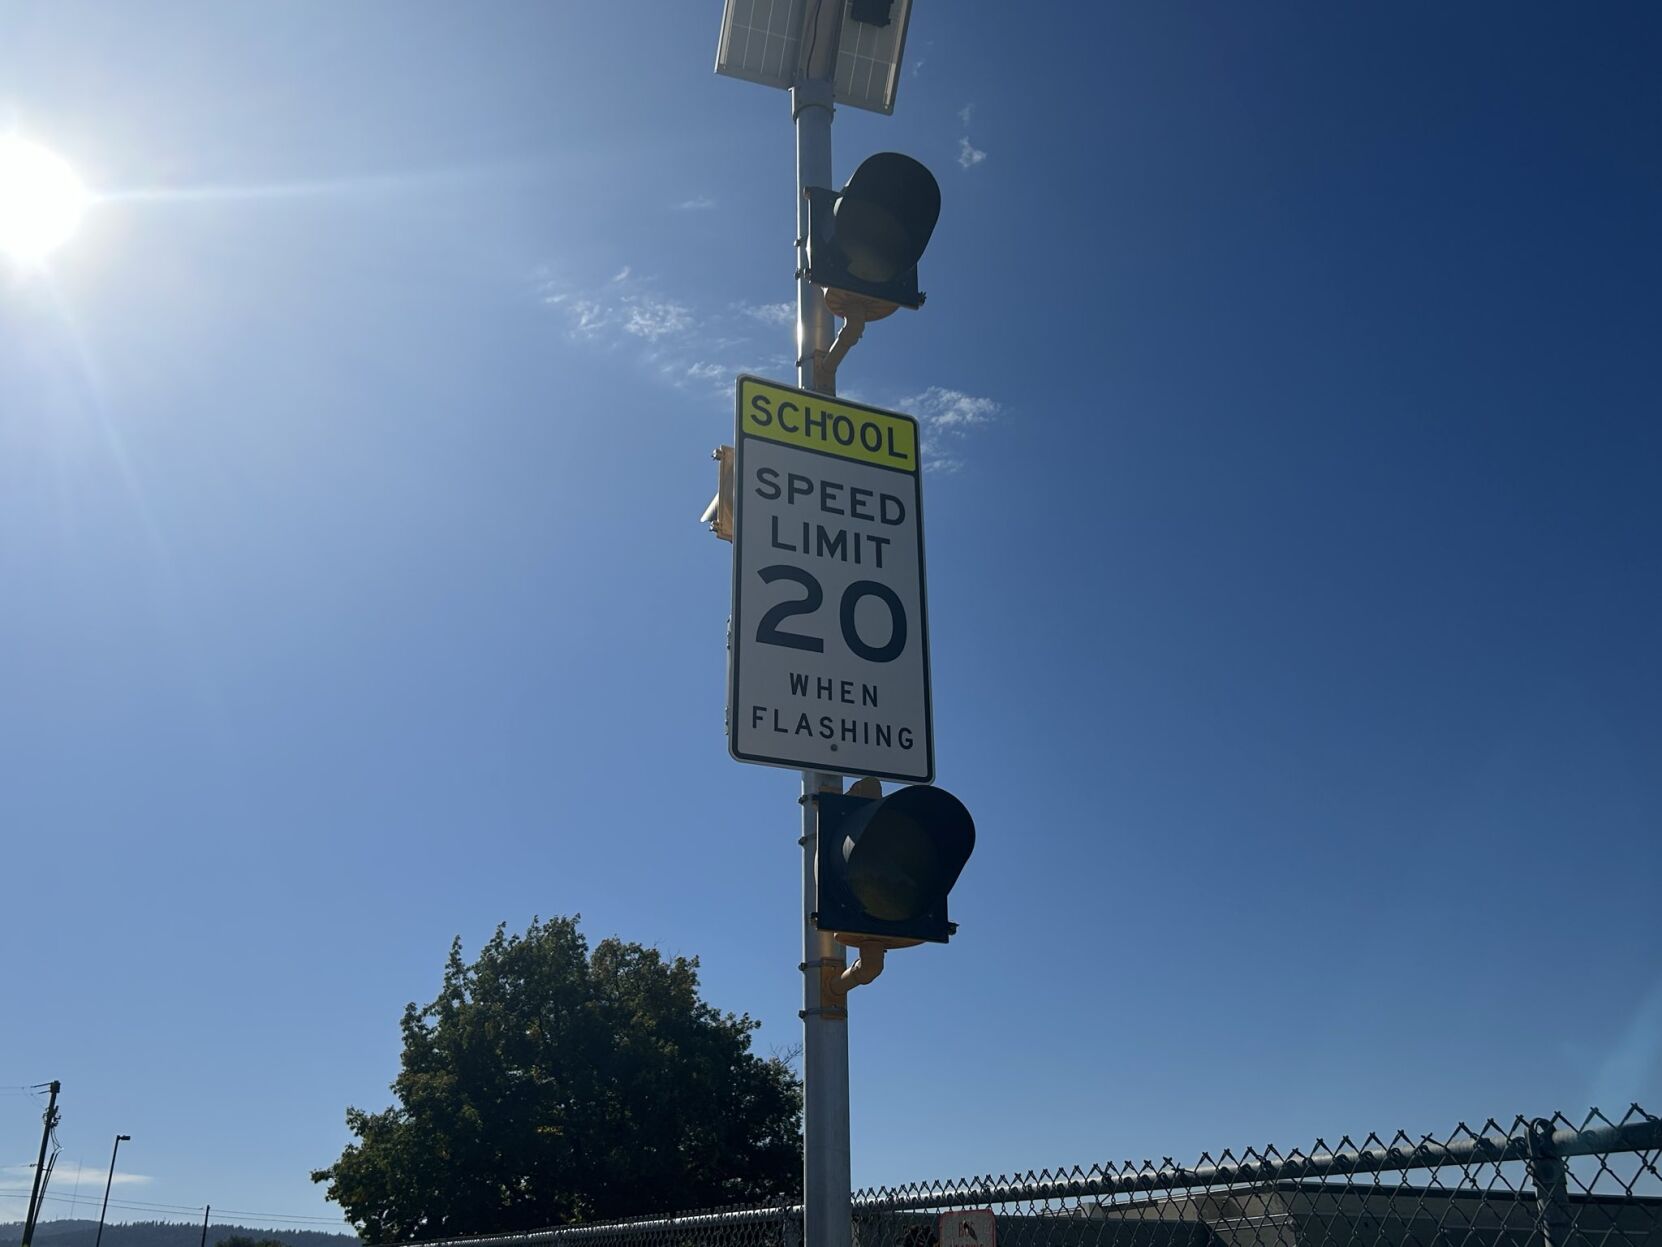 SCHOOL
SPEED
LIMIT
20
WHEN
FLASHING